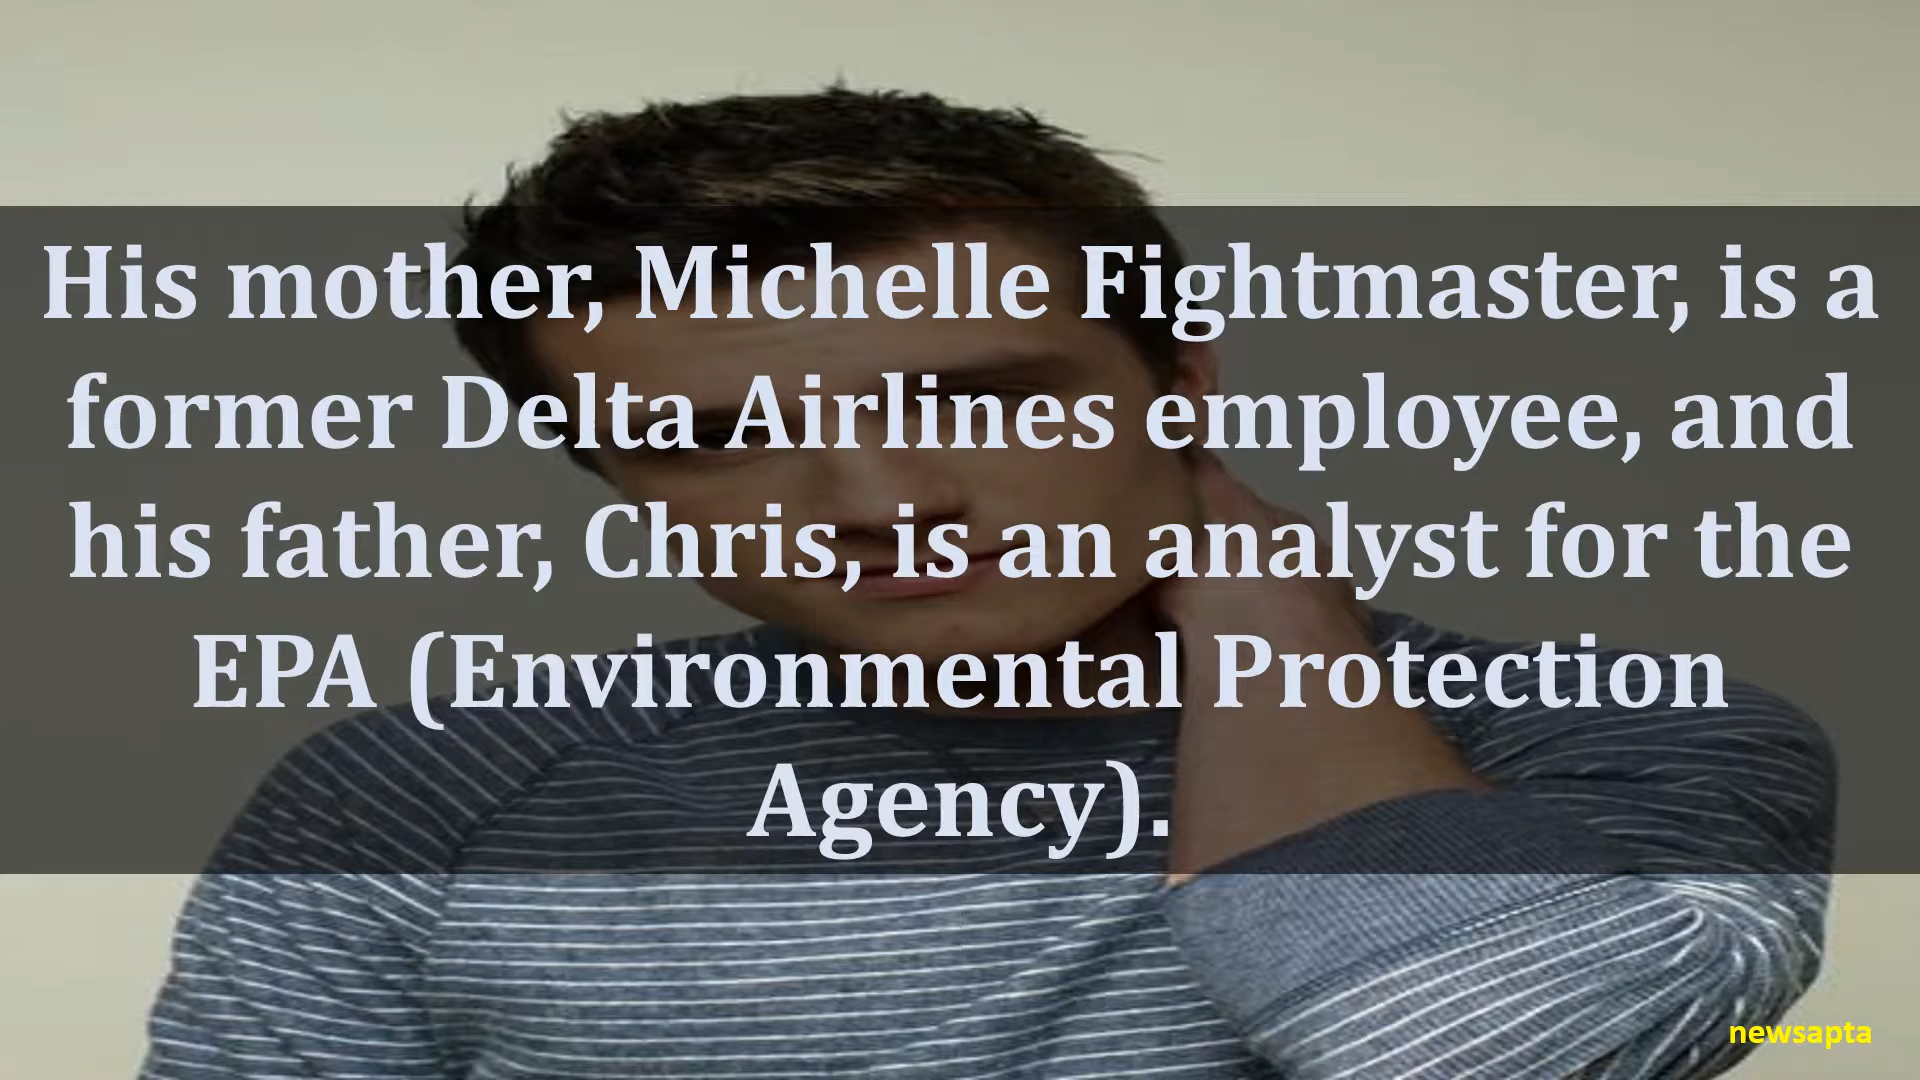 His mother, Michelle Fightmaster, is a
former Delta Airlines employee, and
his father, Chris, is an analyst for the
EPA (Environmental Protection
Agency).
newsapta